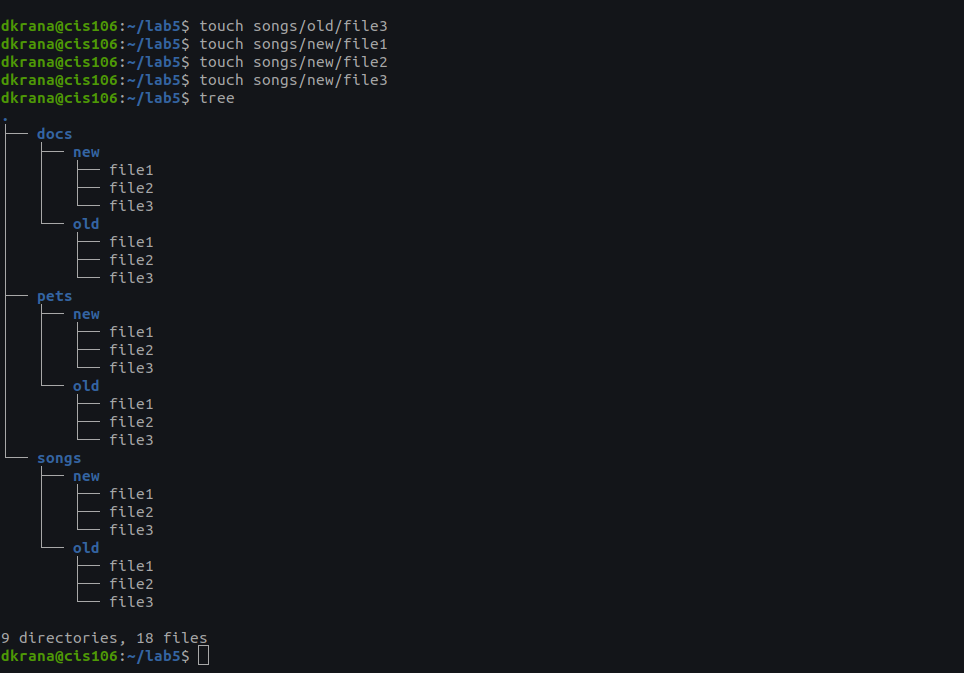 dkrana@cis106:~/lab5$ touch songs/old/file3
dkrana@cis106:~/lab5$ touch songs/new/file1
dkrana@cis106:~/lab5$ touch songs/new/file2
dkrana@cis106:~/lab5$ touch songs/new/file3
dkrana@cis106:~/lab5$ tree
.
├── docs
│   ├── new
│   │   ├── file1
│   │   ├── file2
│   │   └── file3
│   └── old
│       ├── file1
│       ├── file2
│       └── file3
├── pets
│   ├── new
│   │   ├── file1
│   │   ├── file2
│   │   └── file3
│   └── old
│       ├── file1
│       ├── file2
│       └── file3
└── songs
    ├── new
    │   ├── file1
    │   ├── file2
    │   └── file3
    └── old
        ├── file1
        ├── file2
        └── file3
9 directories, 18 files
dkrana@cis106:~/lab5$